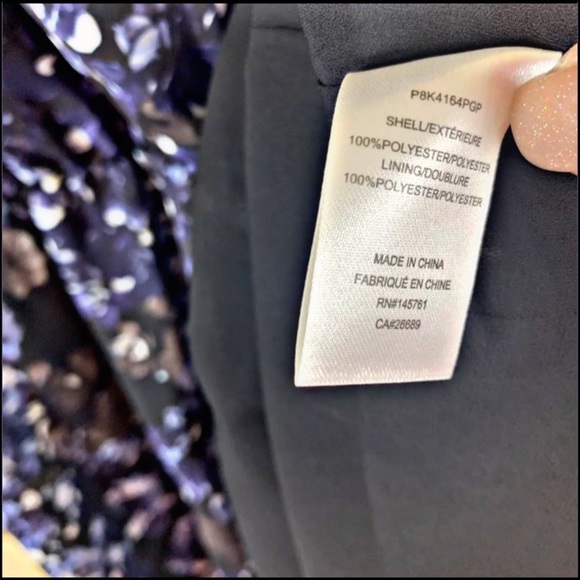 P8K4164PGP
SHELL/EXTÉRIEURE
100%POLYESTER/POLYESTER
LINING/DOUBLURE
100%POLYESTER/POLYESTER
MADE IN CHINA
FABRIQUÉ EN CHINE
RN#145761
CA#26689